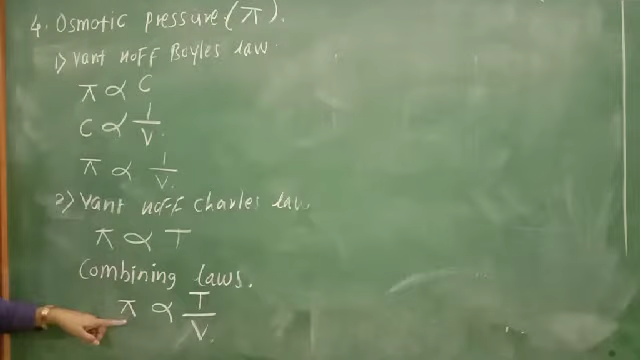 4. Osmotic pressure (π).
1) Vant Hoff Boyles law.
π ∝ C
C ∝ 1/V.
π ∝ 1/V.
2) Vant Hoff Charles law
π ∝ T
Combining laws.
π ∝ T/V.